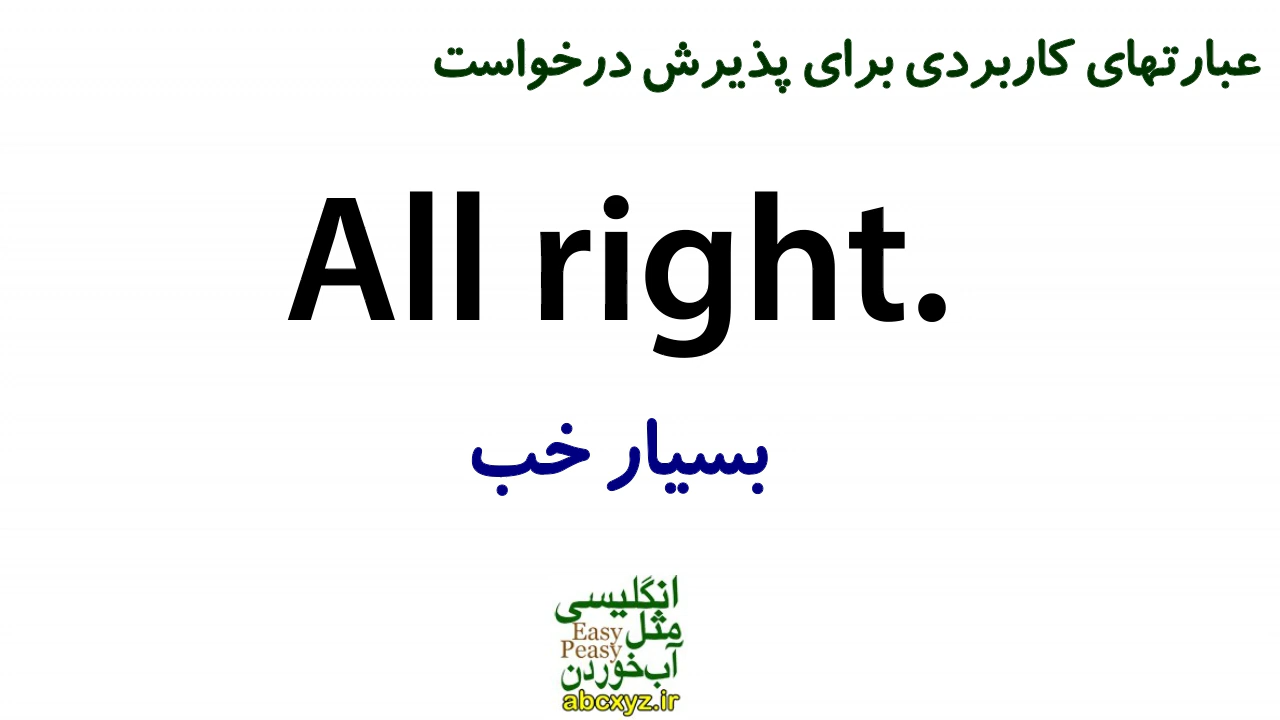 عبارتهای کاربردی برای پذیرش درخواست
All right.
بسیار خب
انگلیسی
مثل
Easy
Peasy
آب‌خوردن
abcxyz.ir